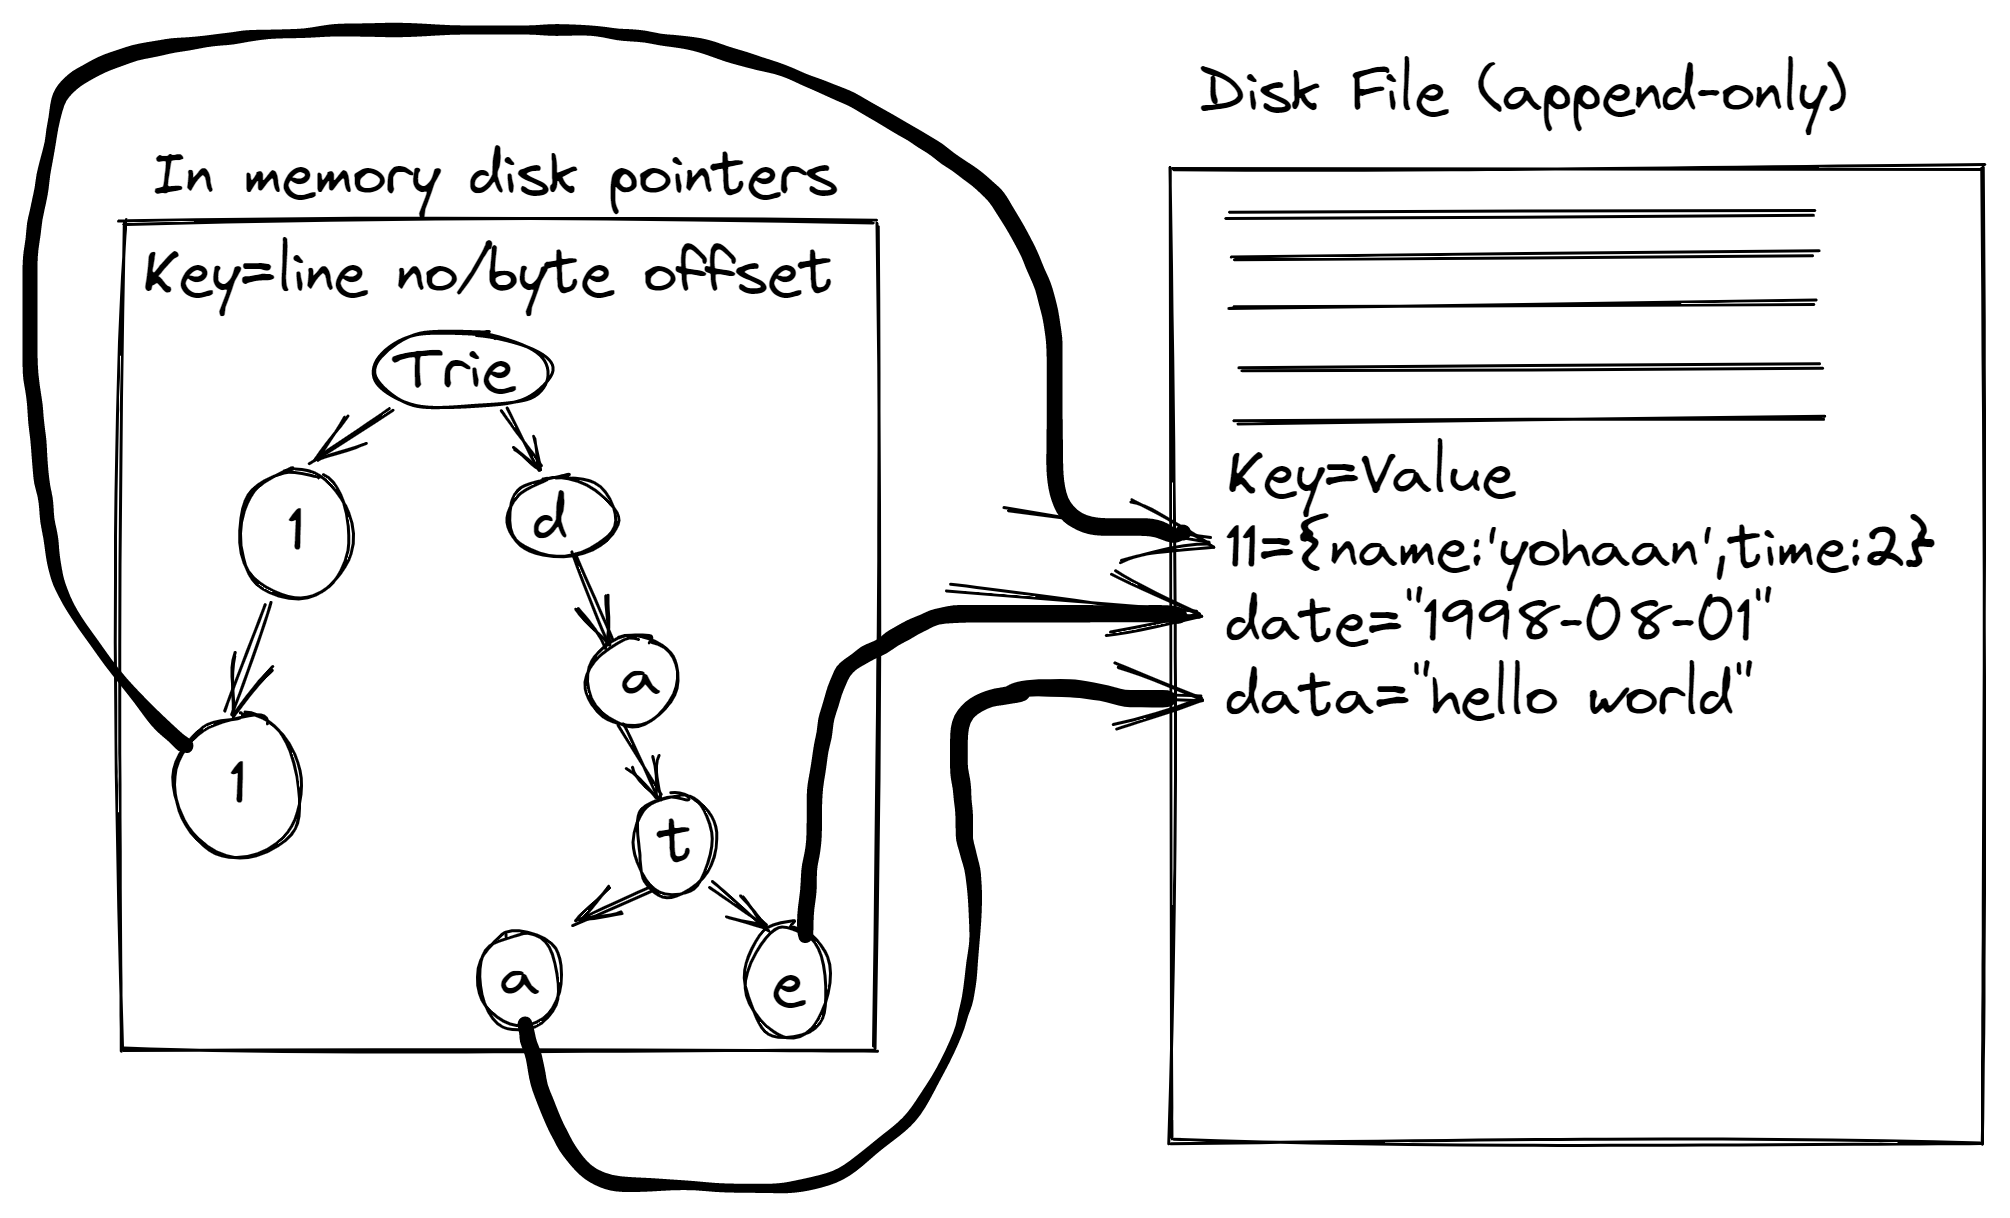 In memory disk pointers
Key=line no/byte offset
Trie
1
d
1
a
t
a
e
Disk File (append-only)
Key=Value
11={name:'yohaan',time:2}
date="1998-08-01"
data="hello world"